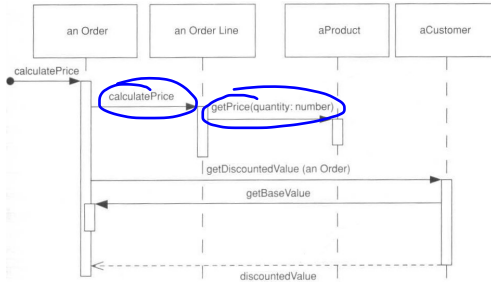 an Order
an Order Line
aProduct
aCustomer
calculatePrice
calculatePrice
getPrice(quantity: number)
getDiscountedValue (an Order)
getBaseValue
discountedValue